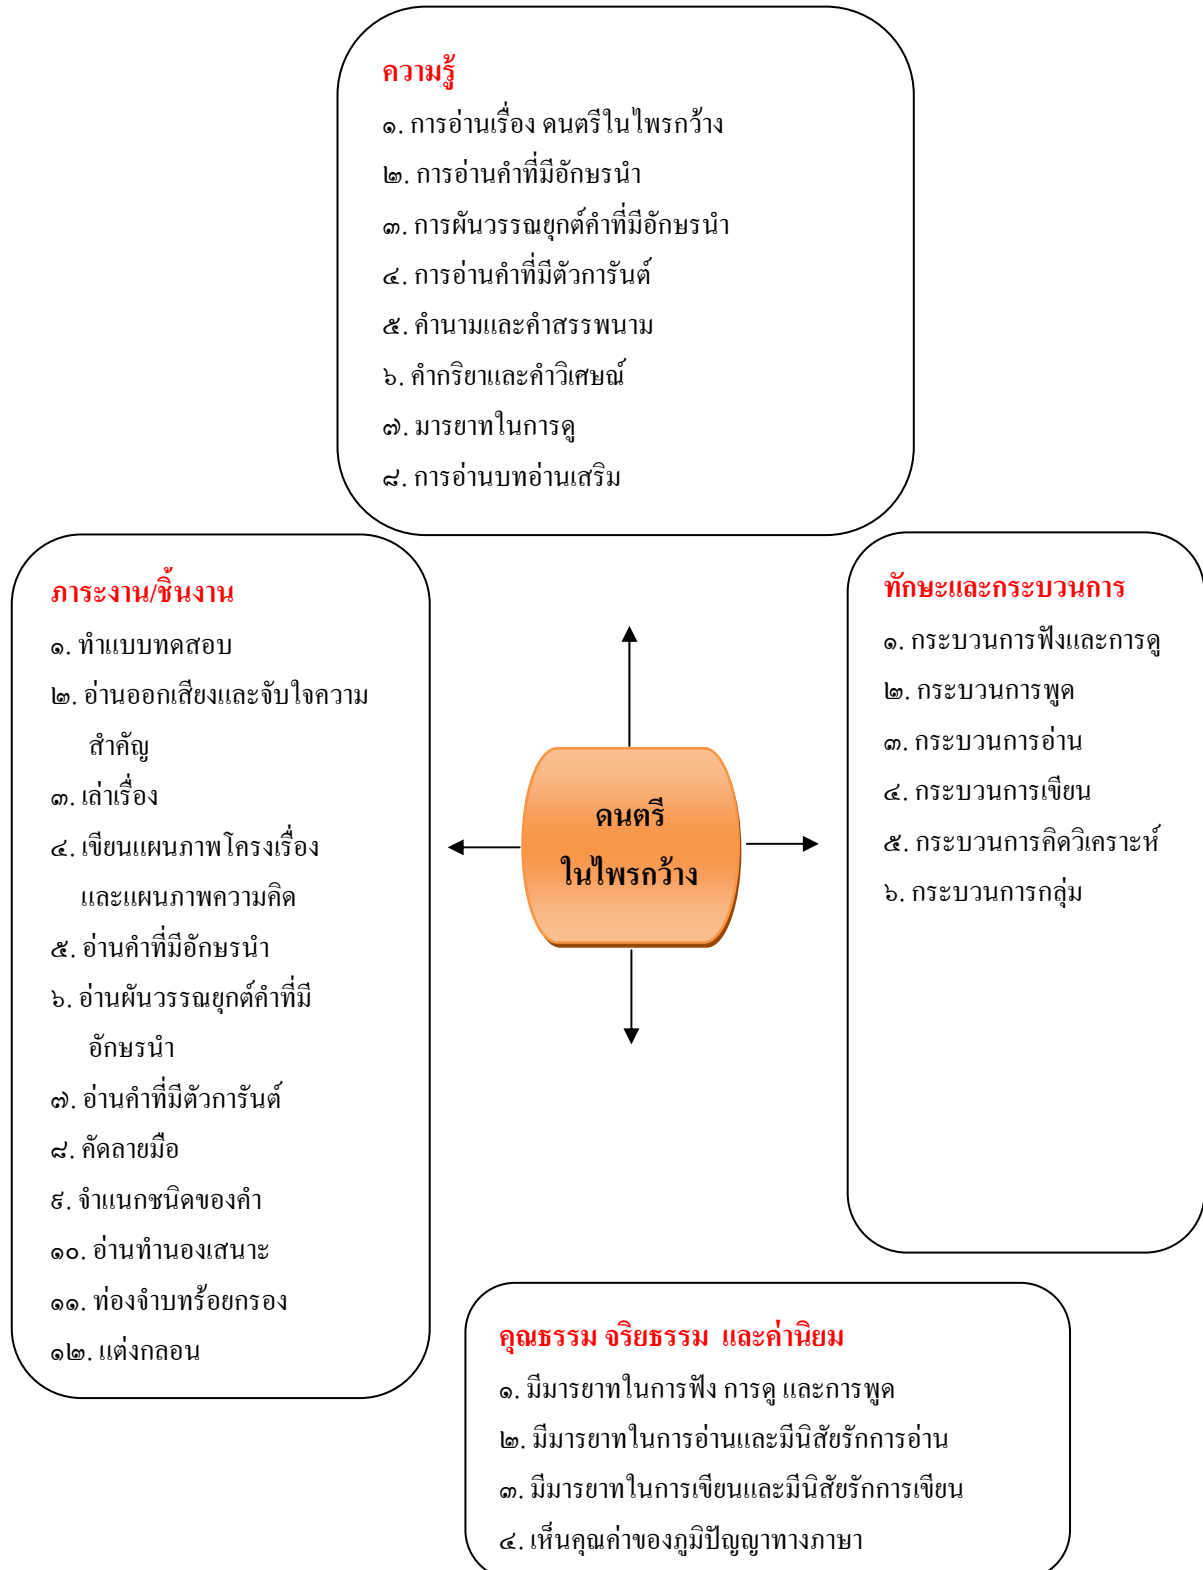 ความรู้
๑. การอ่านเรื่อง ดนตรีในไพรกว้าง
๒. การอ่านคำที่มีอักษรนำ
๓. การผันวรรณยุกต์คำที่มีอักษรนำ
๔. การอ่านคำที่มีตัวการันต์
๕. คำนามและคำสรรพนาม
๖. คำกริยาและคำวิเศษณ์
๗. มารยาทในการดู
๘. การอ่านบทอ่านเสริม
ภาระงาน/ชิ้นงาน
๑. ทำแบบทดสอบ
๒. อ่านออกเสียงและจับใจความ
สำคัญ
๓. เล่าเรื่อง
๔. เขียนแผนภาพโครงเรื่อง
และแผนภาพความคิด
๕. อ่านคำที่มีอักษรนำ
๖. อ่านผันวรรณยุกต์คำที่มี
อักษรนำ
๗. อ่านคำที่มีตัวการันต์
๘. คัดลายมือ
๙. จำแนกชนิดของคำ
๑๐. อ่านทำนองเสนาะ
๑๑. ท่องจำบทร้อยกรอง
๑๒. แต่งกลอน
ดนตรี
ในไพรกว้าง
ทักษะและกระบวนการ
๑. กระบวนการฟังและการดู
๒. กระบวนการพูด
๓. กระบวนการอ่าน
๔. กระบวนการเขียน
๕. กระบวนการคิดวิเคราะห์
๖. กระบวนการกลุ่ม
คุณธรรม จริยธรรม และค่านิยม
๑. มีมารยาทในการฟัง การดู และการพูด
๒. มีมารยาทในการอ่านและมีนิสัยรักการอ่าน
๓. มีมารยาทในการเขียนและมีนิสัยรักการเขียน
๔. เห็นคุณค่าของภูมิปัญญาทางภาษา